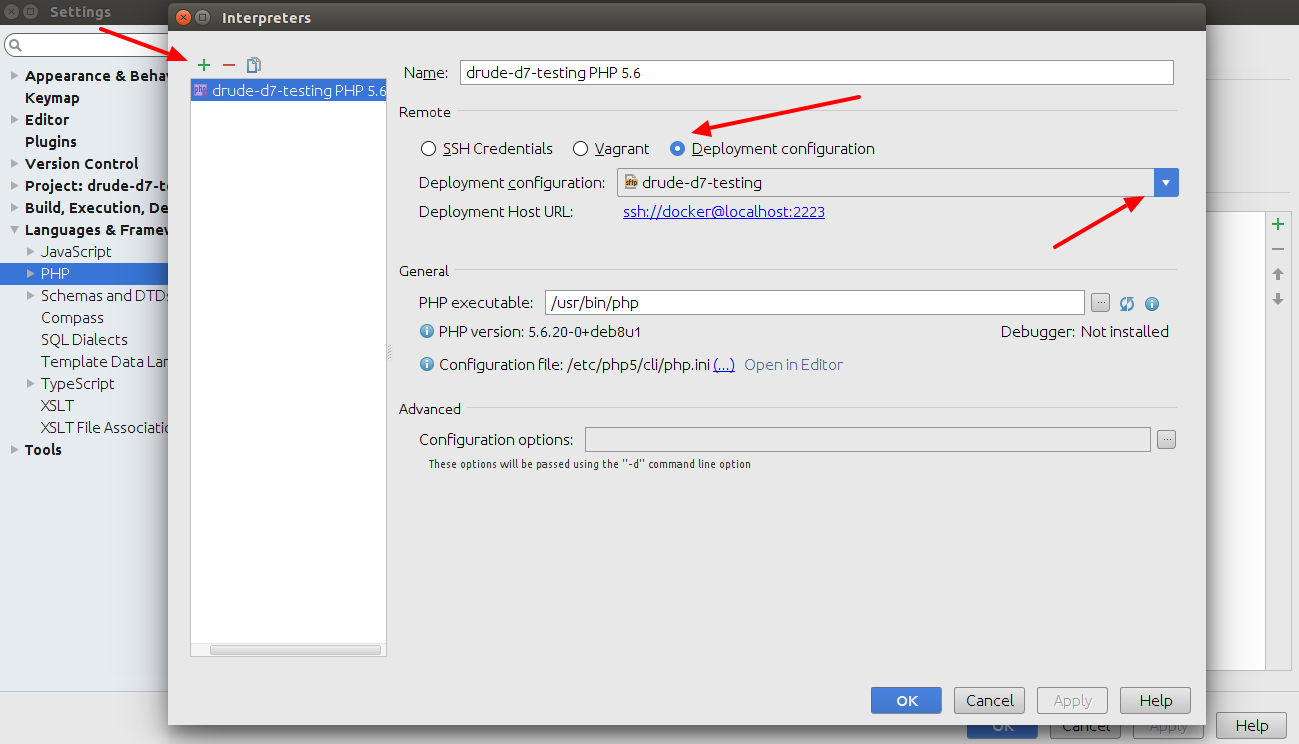 Settings
Appearance & Beha
Keymap
Editor
Plugins
Version Control
Project: drude-d7-t
Build, Execution, De
Languages & Framew
JavaScript
PHP
Schemas and DTDs
Compass
SQL Dialects
Template Data Lan
TypeScript
XSLT
XSLT File Associatio
Tools
Interpreters
php drude-d7-testing PHP 5.6
Name: drude-d7-testing PHP 5.6
Remote
SSH Credentials Vagrant Deployment configuration
Deployment configuration: sftp drude-d7-testing
Deployment Host URL: ssh://docker@localhost:2223
General
PHP executable: /usr/bin/php ...
PHP version: 5.6.20-0+deb8u1 Debugger: Not installed
Configuration file: /etc/php5/cli/php.ini (...) Open in Editor
Advanced
Configuration options: ...
These options will be passed using the "-d" command line option
OK Cancel Apply Help
OK Cancel Apply Help